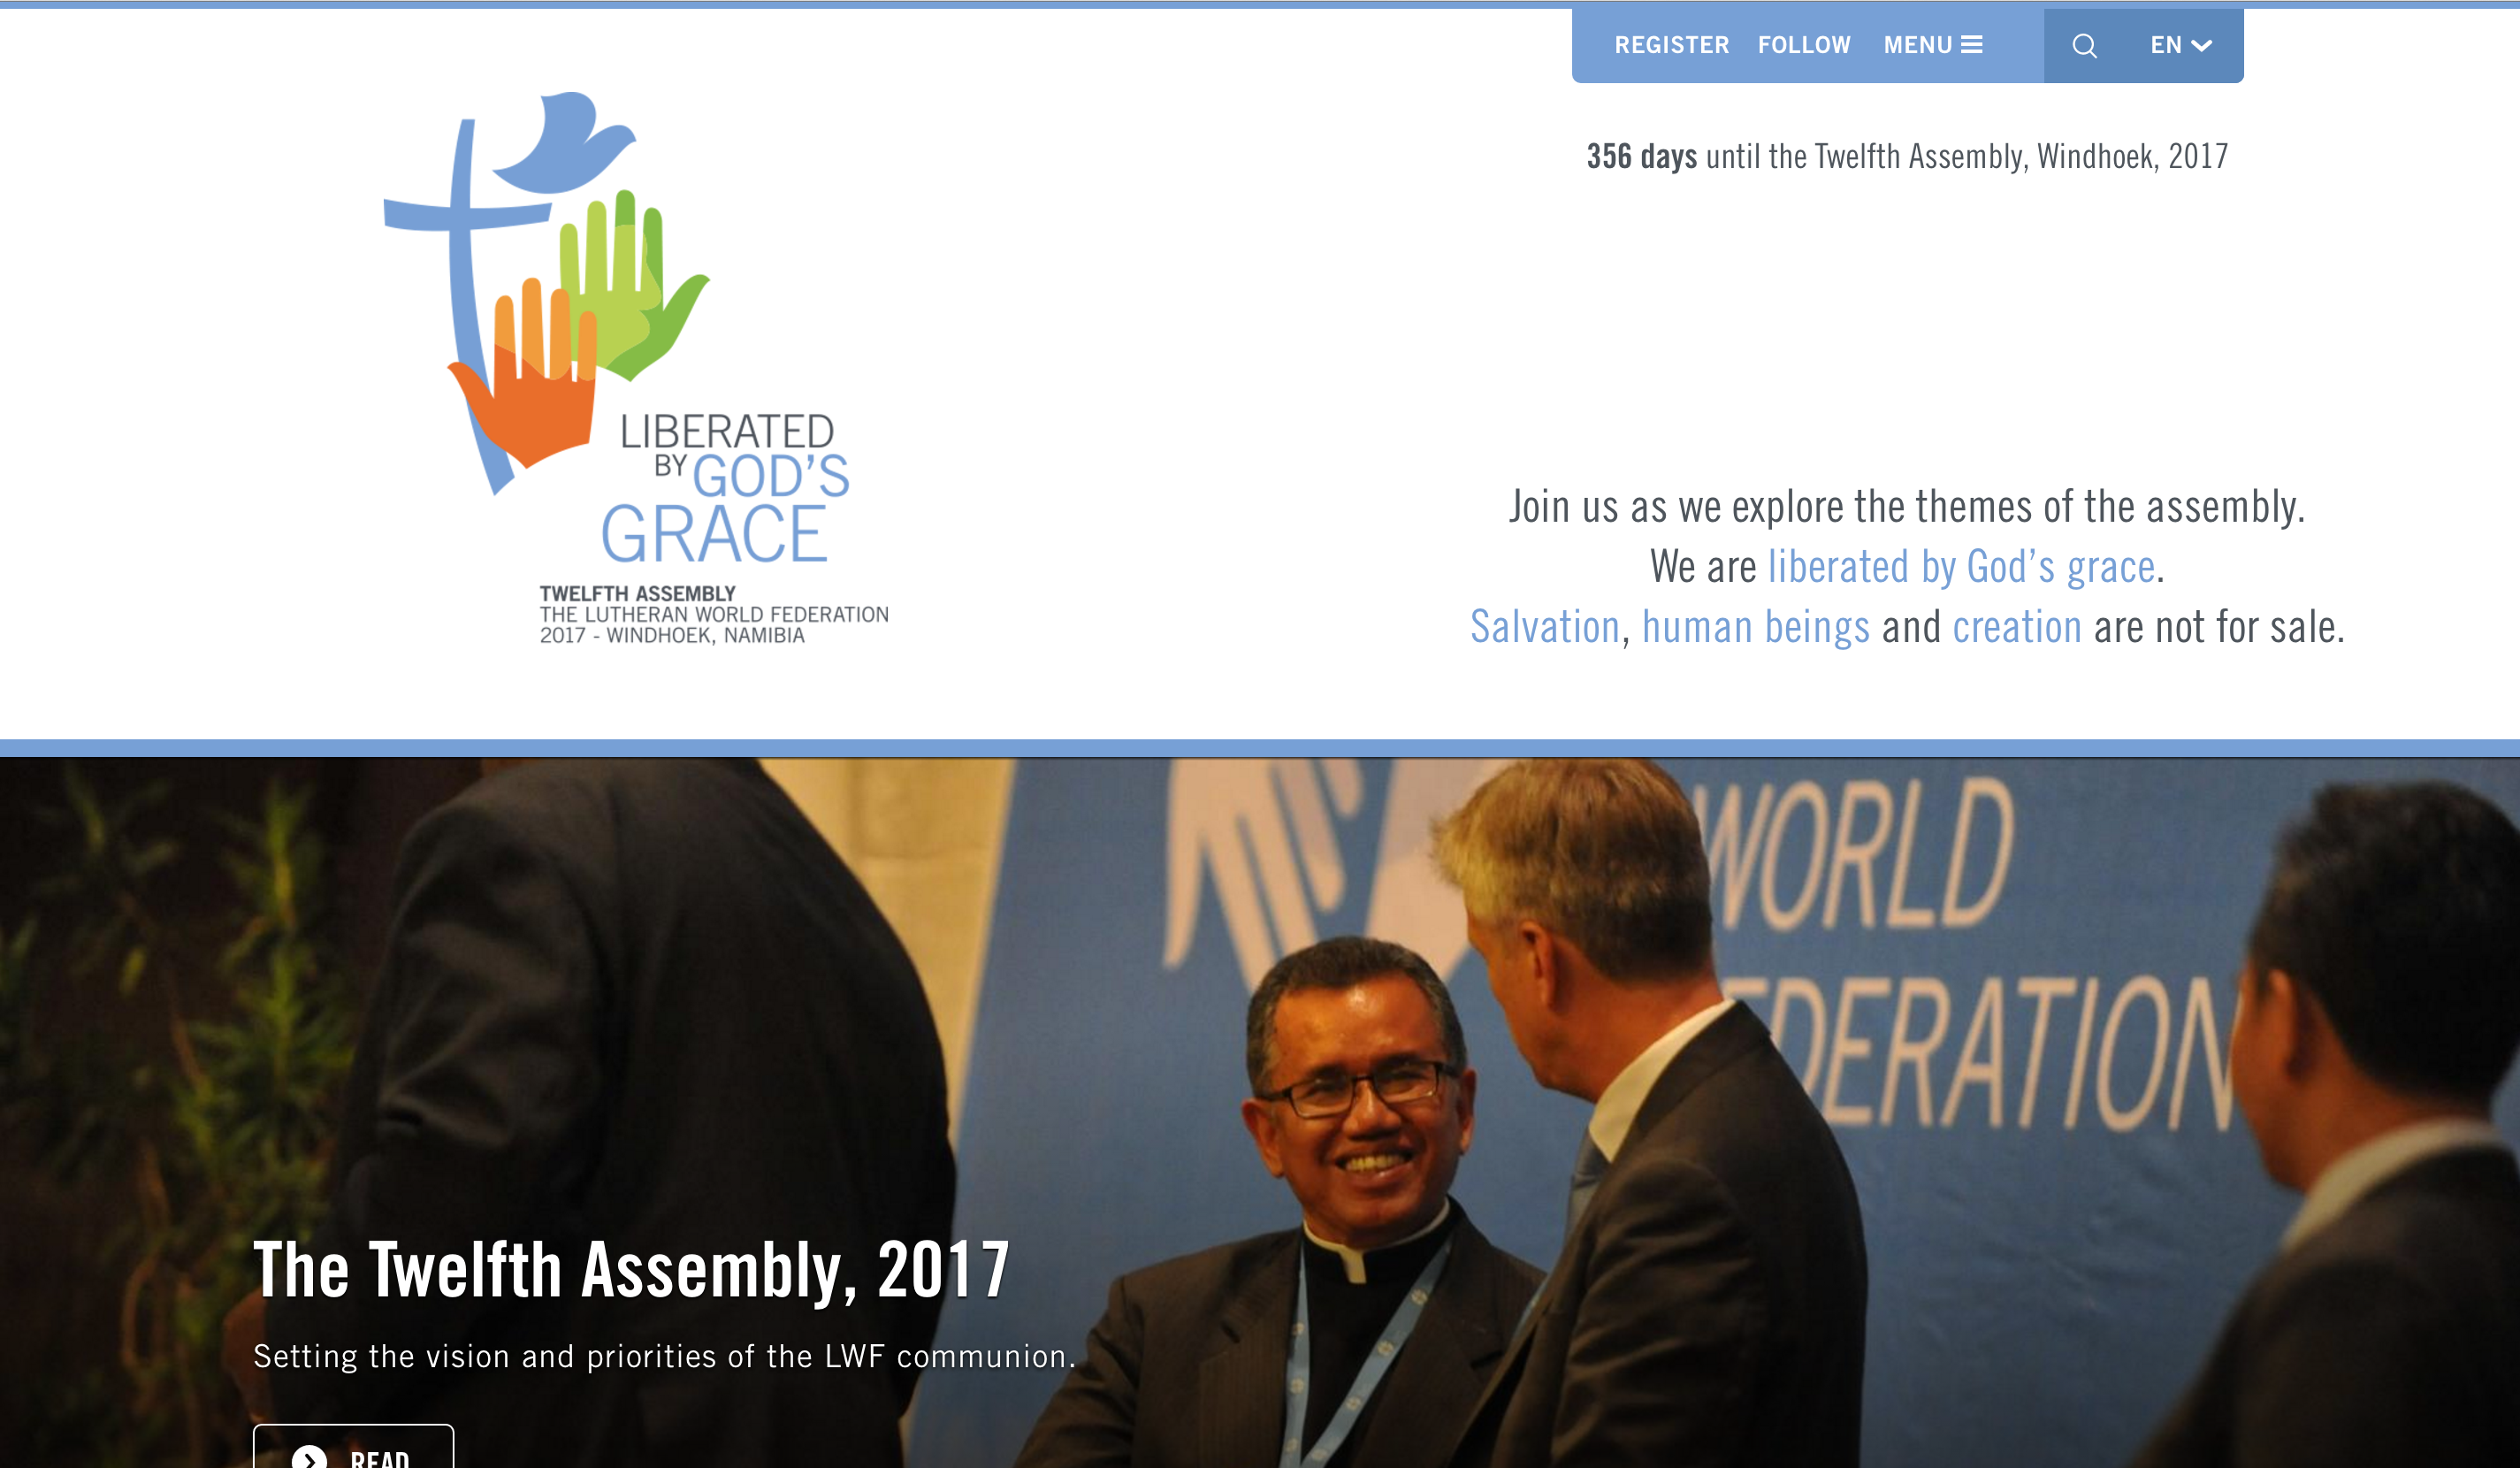 REGISTER FOLLOW MENU EN
356 days until the Twelfth Assembly, Windhoek, 2017
LIBERATED
BY GOD'S
GRACE
TWELFTH ASSEMBLY
THE LUTHERAN WORLD FEDERATION
2017 - WINDHOEK, NAMIBIA
Join us as we explore the themes of the assembly.
We are liberated by God's grace.
Salvation, human beings and creation are not for sale.
WORLD
FEDERATION
The Twelfth Assembly, 2017
Setting the vision and priorities of the LWF communion.
READ